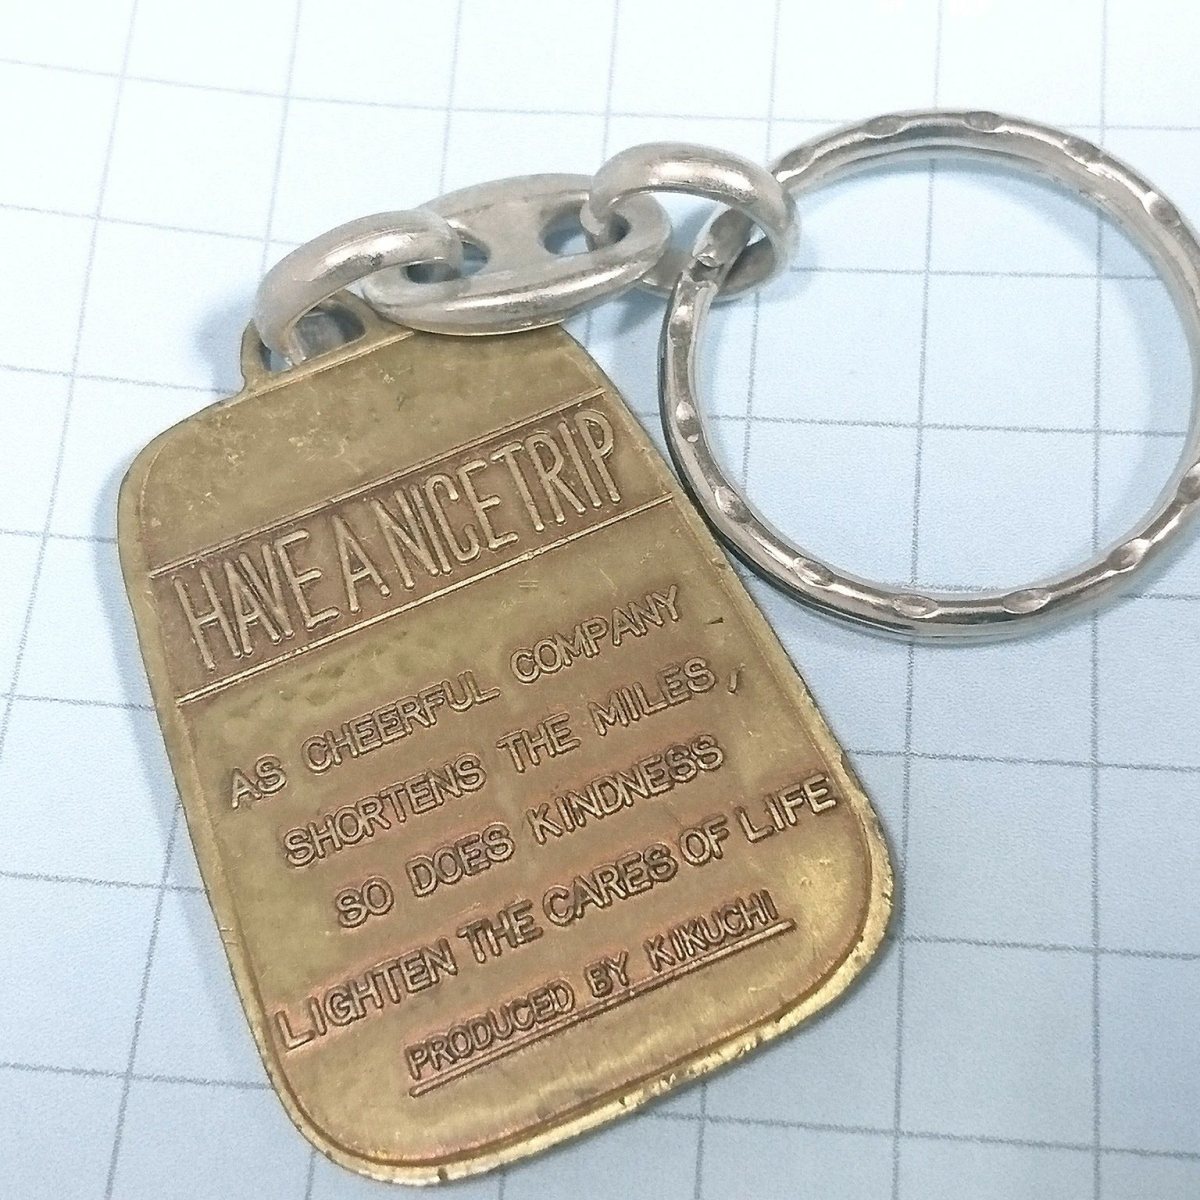 HAVE A NICE TRIP
AS CHEERFUL COMPANY
SHORTENS THE MILES,
SO DOES KINDNESS
LIGHTEN THE CARES OF LIFE
PRODUCED BY KIKUCHI